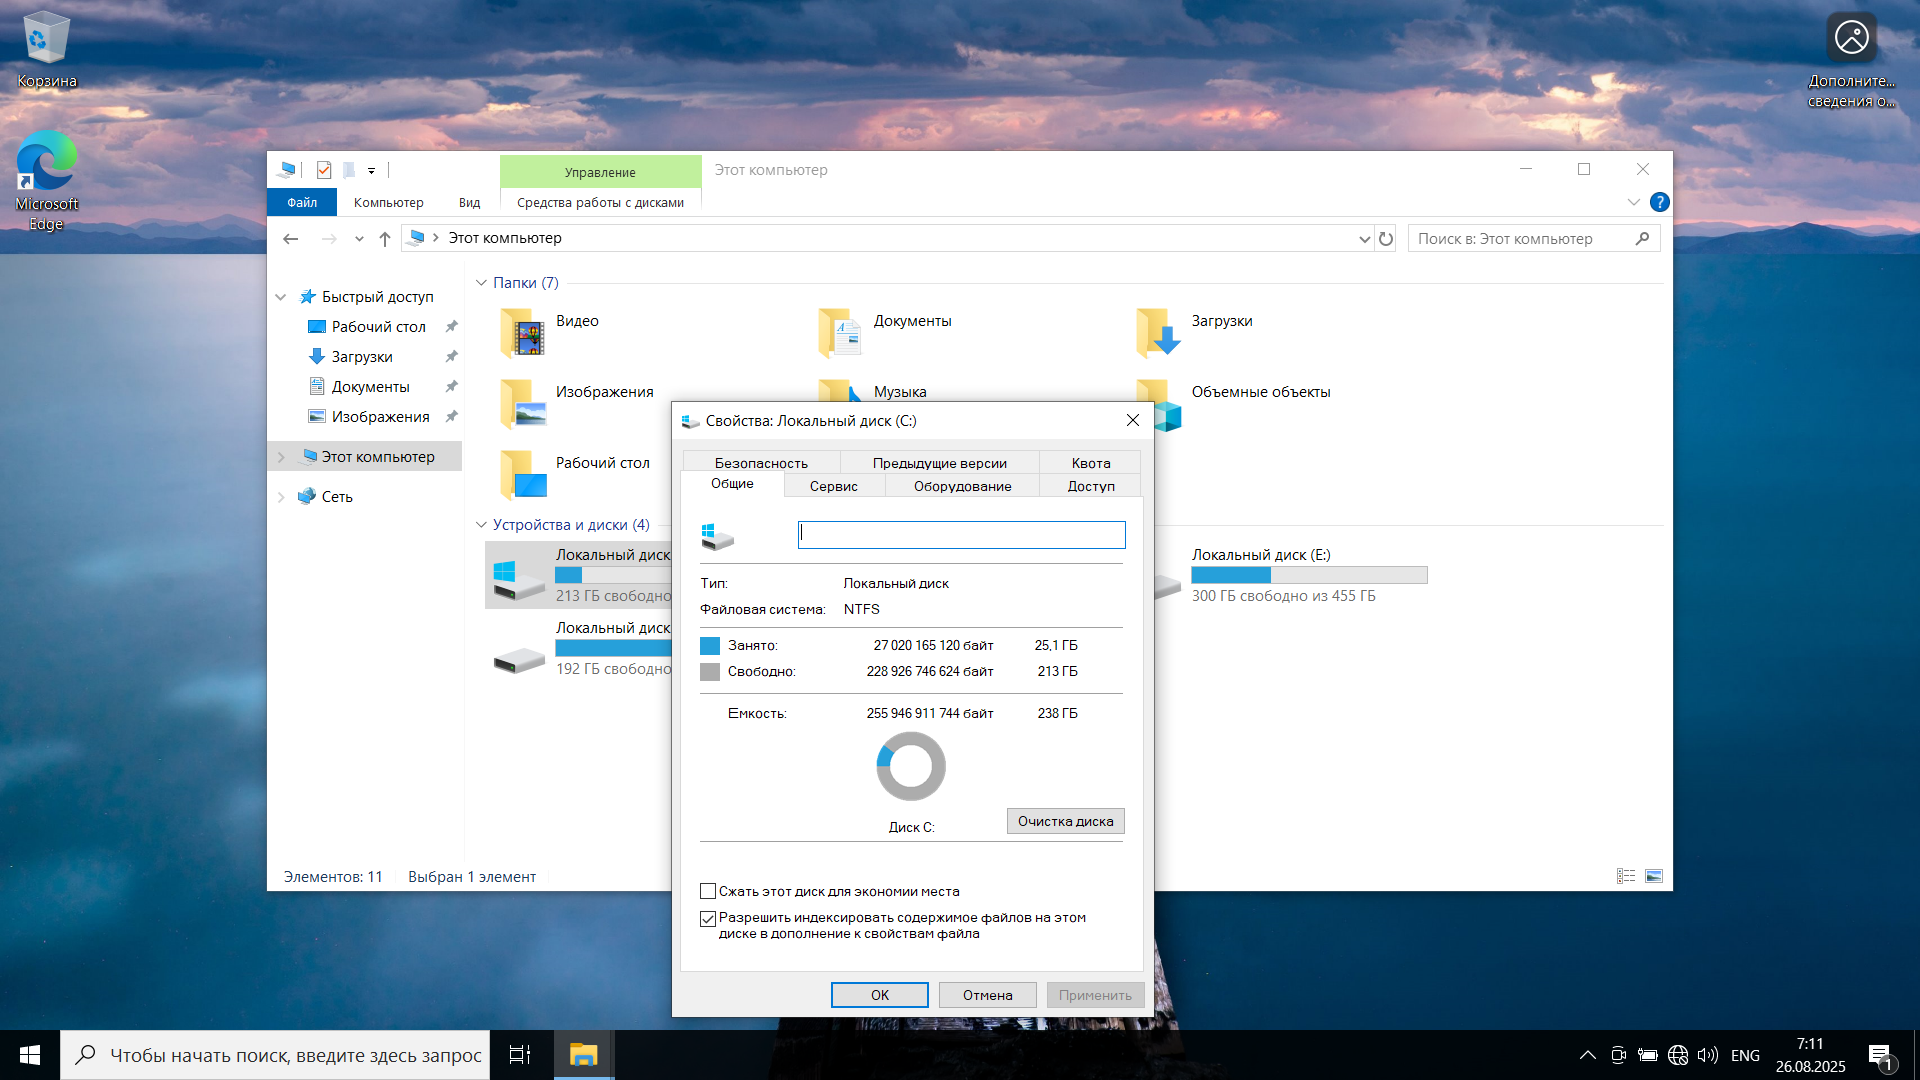 Корзина
Microsoft
Edge
Дополните...
сведения о...
Управление
Этот компьютер
Файл
Компьютер
Вид
Средства работы с дисками
Этот компьютер
Поиск в: Этот компьютер
Быстрый доступ
Рабочий стол
Загрузки
Документы
Изображения
Этот компьютер
Сеть
Папки (7)
Видео
Документы
Загрузки
Изображения
Музыка
Объемные объекты
Рабочий стол
Устройства и диски (4)
Локальный диск
213 ГБ свободно
Локальный диск (E:)
300 ГБ свободно из 455 ГБ
Локальный диск
192 ГБ свободно
Элементов: 11
Выбран 1 элемент
Свойства: Локальный диск (C:)
Безопасность
Предыдущие версии
Квота
Общие
Сервис
Оборудование
Доступ
Тип:
Локальный диск
Файловая система:
NTFS
Занято:
27 020 165 120 байт
25,1 ГБ
Свободно:
228 926 746 624 байт
213 ГБ
Емкость:
255 946 911 744 байт
238 ГБ
Диск C:
Очистка диска
Сжать этот диск для экономии места
Разрешить индексировать содержимое файлов на этом
диске в дополнение к свойствам файла
OK
Отмена
Применить
Чтобы начать поиск, введите здесь запрос
ENG
7:11
26.08.2025
1